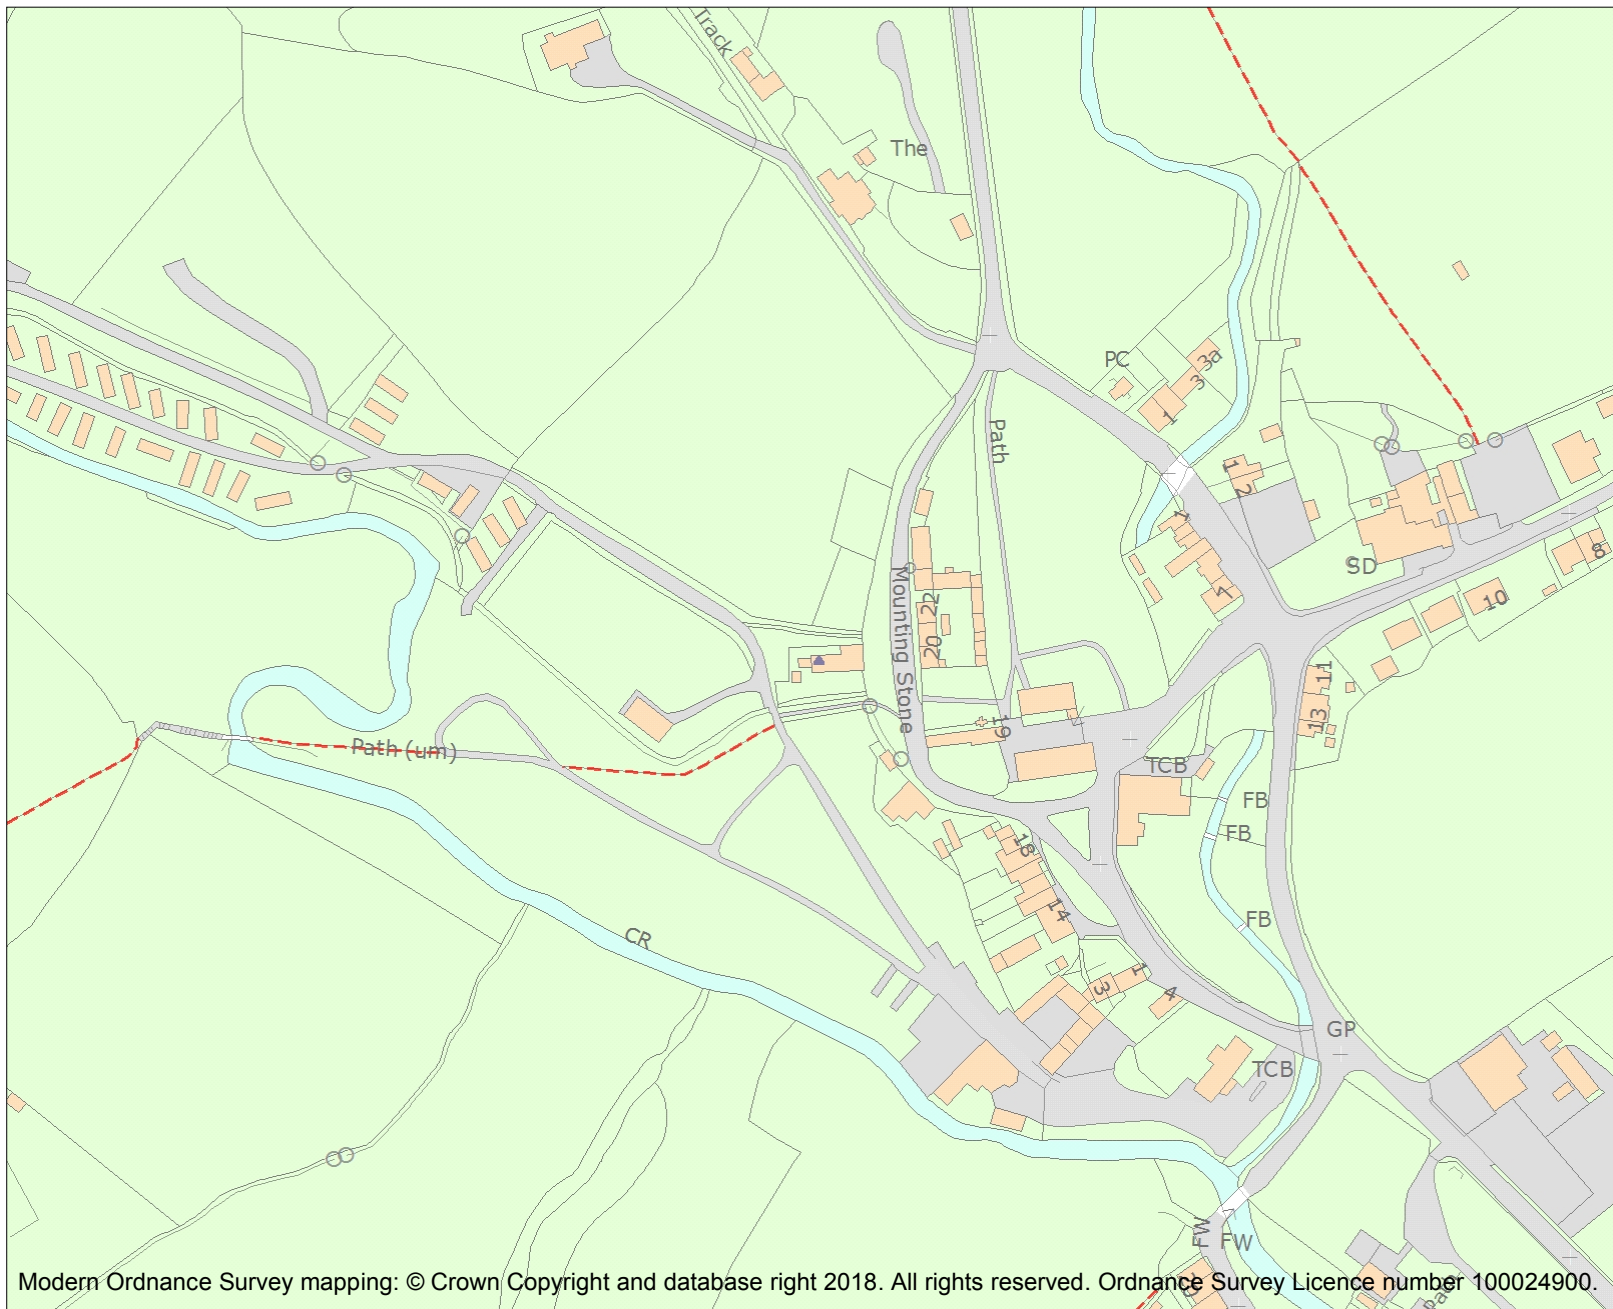 Track
The
PC
3a
3
1
Path
1
2
1
7
SD
8
10
22
20
Mounting Stone
11
13
19
Path (um)
TCB
FB
FB
18
14
FB
CR
1
3
4
GP
TCB
FW
FW
Path
Modern Ordnance Survey mapping: © Crown Copyright and database right 2018. All rights reserved. Ordnance Survey Licence number 100024900.